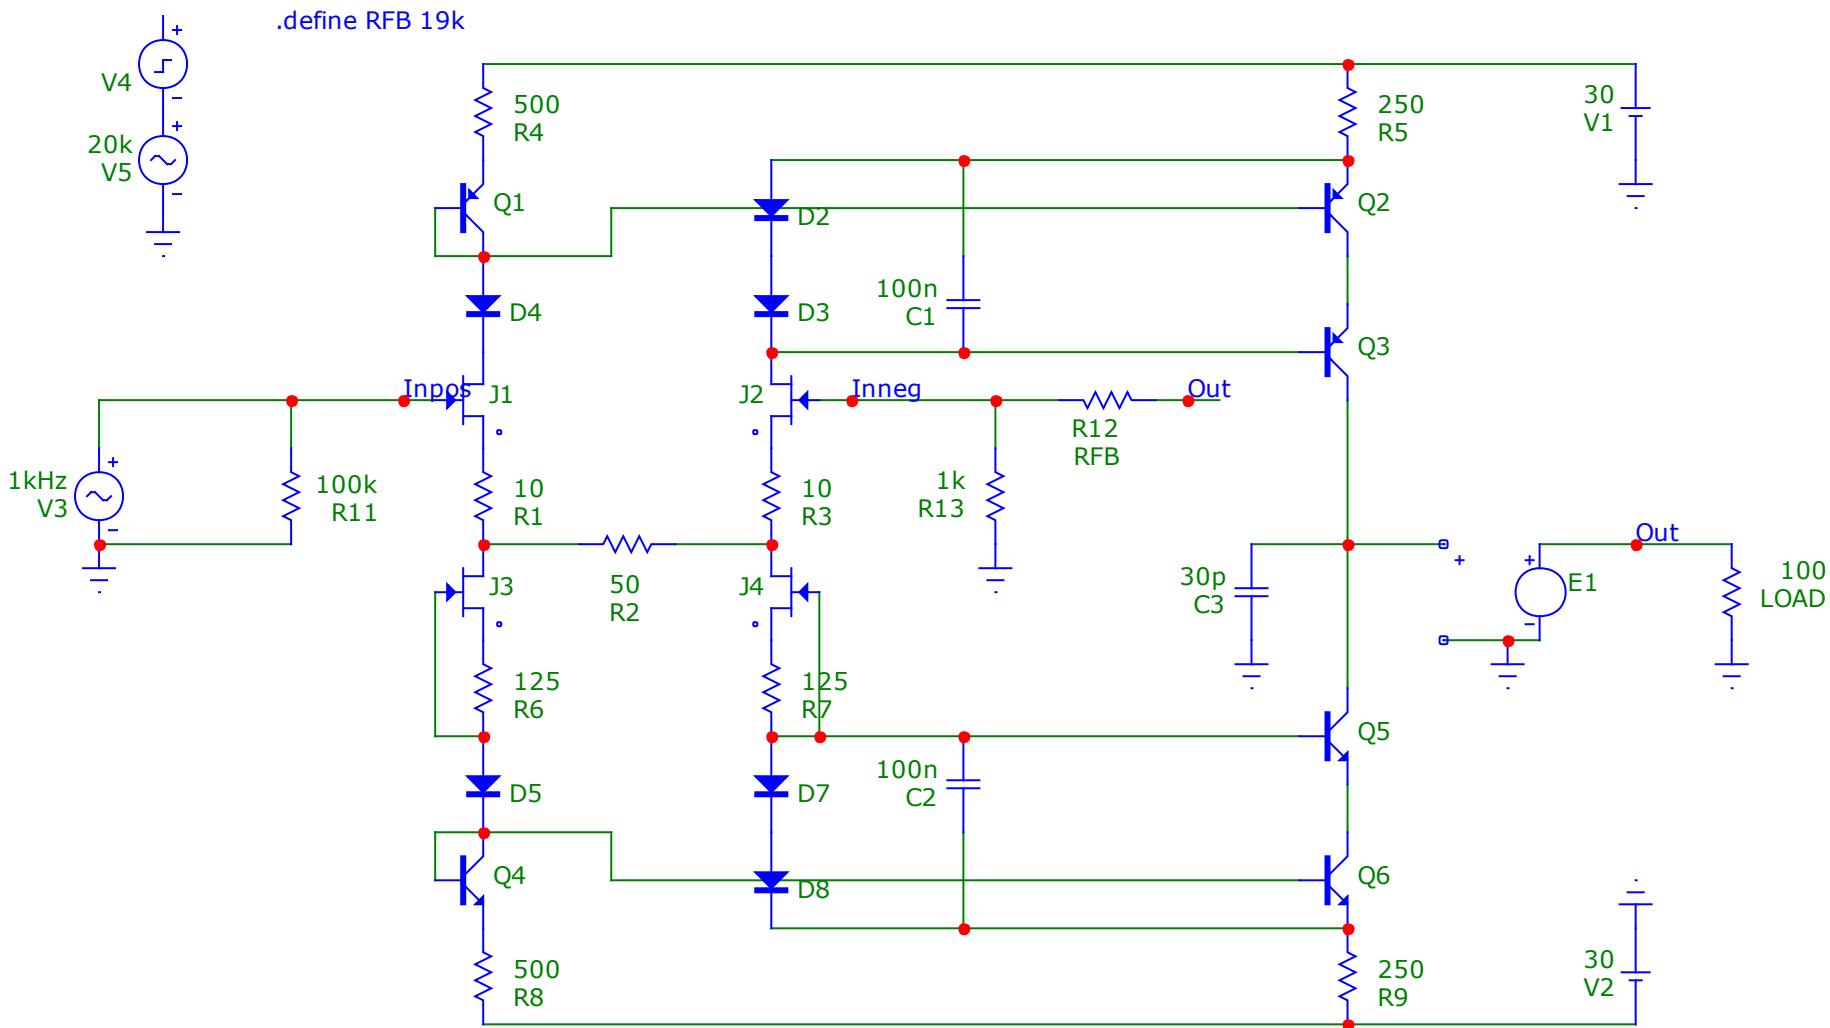 .define RFB 19k
+
V4
−
+
20k
V5
−
500
R4
250
R5
30
V1
Q1
D2
Q2
D4
D3
100n
C1
Q3
Inpos
J1
J2
Inneg
Out
R12
RFB
+
1kHz
V3
−
100k
R11
10
R1
10
R3
1k
R13
50
R2
J3
J4
30p
C3
+
Out
+
E1
−
100
LOAD
125
R6
125
R7
Q5
D5
D7
100n
C2
Q4
D8
Q6
500
R8
250
R9
30
V2